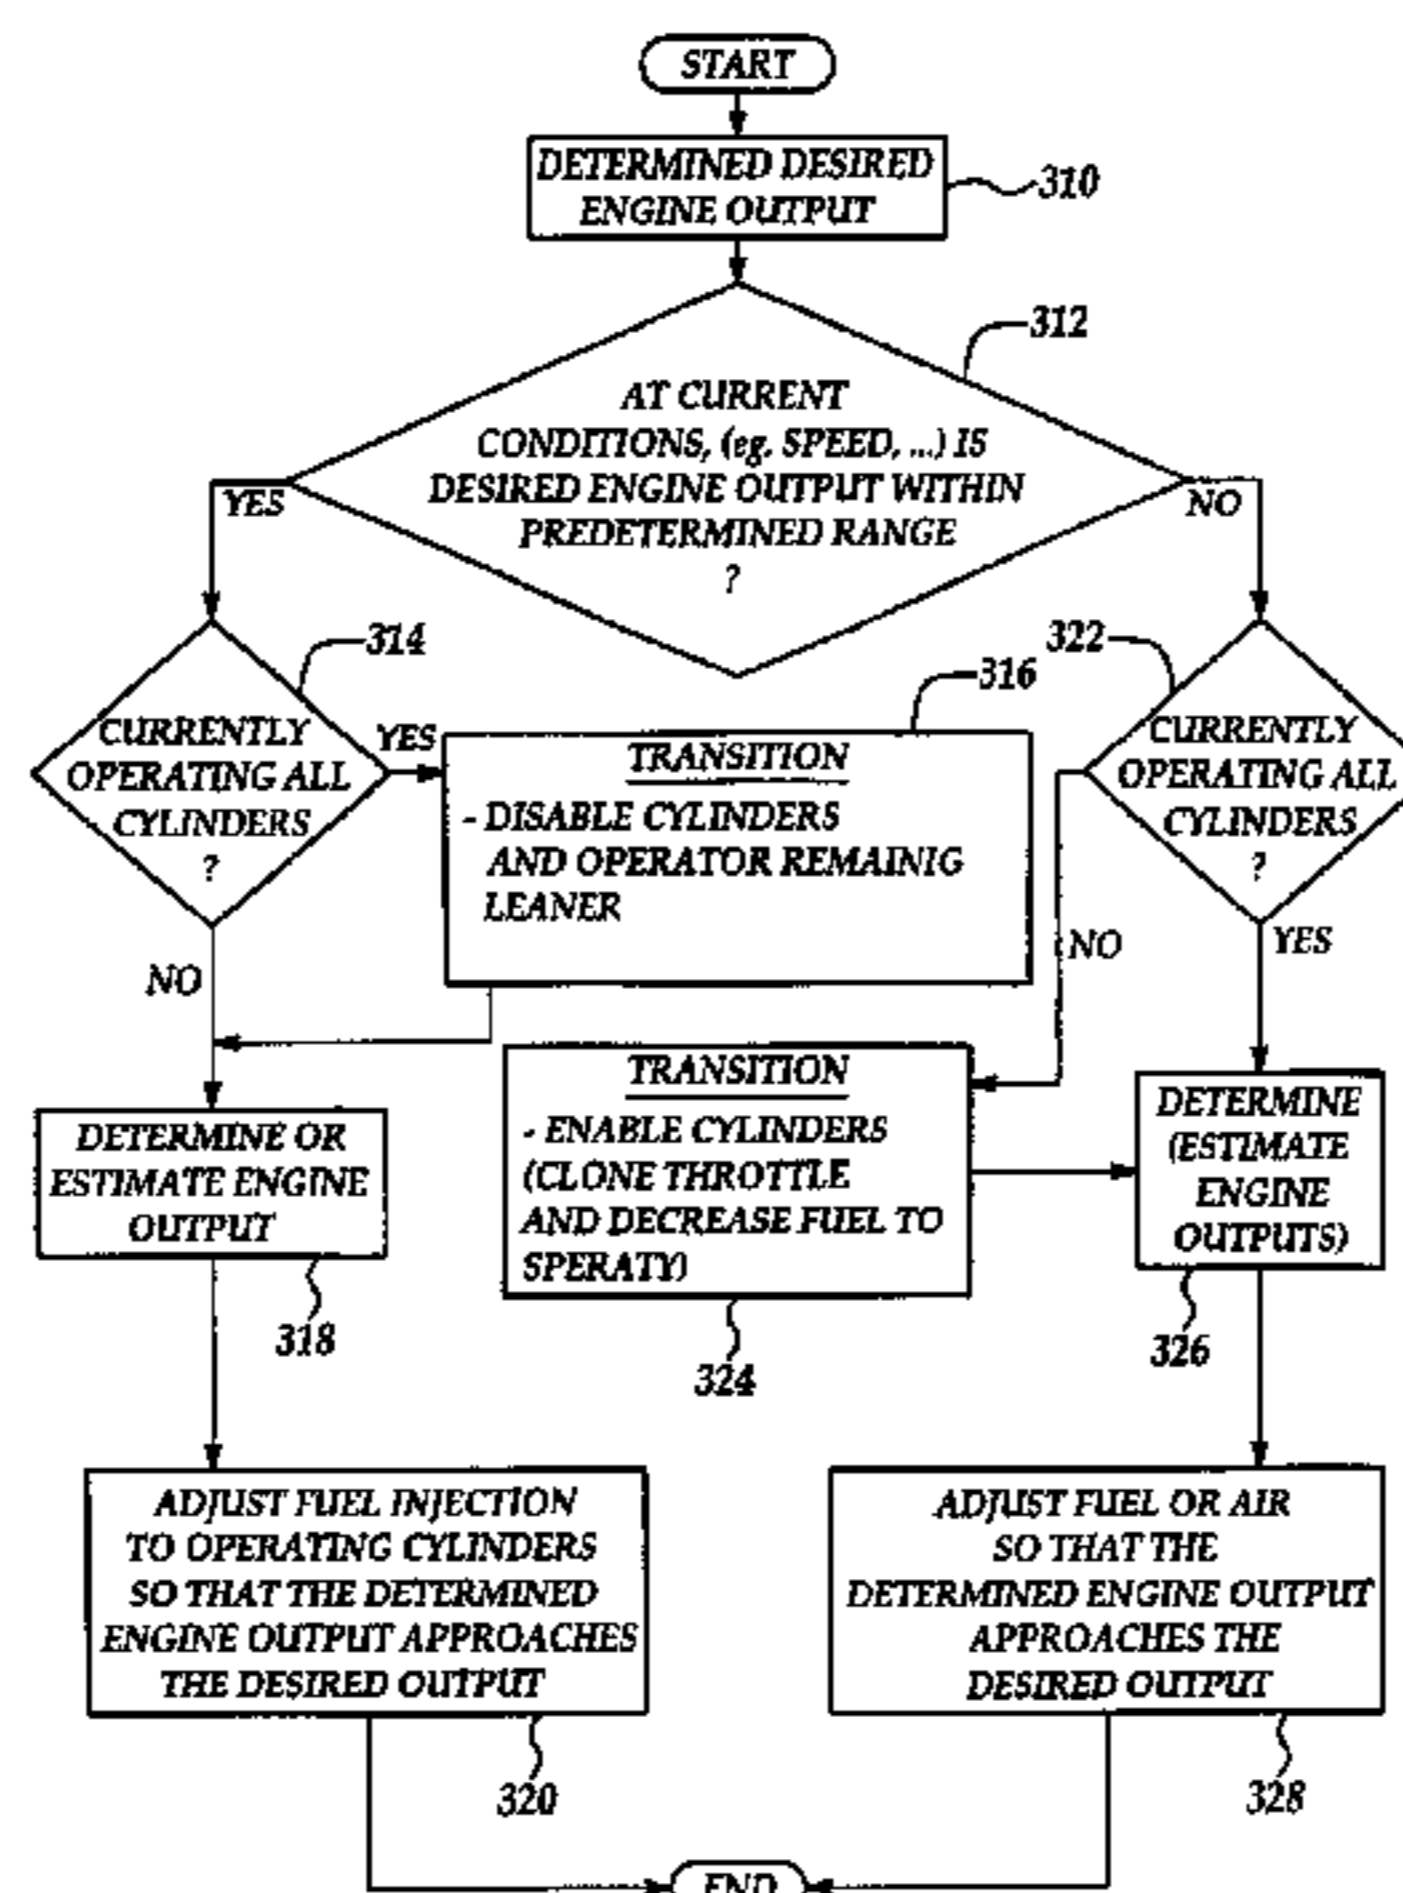 START
DETERMINED DESIRED
ENGINE OUTPUT
310
312
AT CURRENT
CONDITIONS, (eg. SPEED, ...) IS
DESIRED ENGINE OUTPUT WITHIN
PREDETERMINED RANGE
?
YES
NO
314
CURRENTLY
OPERATING ALL
CYLINDERS
?
YES
NO
316
TRANSITION
- DISABLE CYLINDERS
AND OPERATOR REMAINIG
LEANER
322
CURRENTLY
OPERATING ALL
CYLINDERS
?
NO
YES
TRANSITION
- ENABLE CYLINDERS
(CLONE THROTTLE
AND DECREASE FUEL TO
SPERATY)
324
DETERMINE OR
ESTIMATE ENGINE
OUTPUT
318
DETERMINE
(ESTIMATE
ENGINE
OUTPUTS)
326
ADJUST FUEL INJECTION
TO OPERATING CYLINDERS
SO THAT THE DETERMINED
ENGINE OUTPUT APPROACHES
THE DESIRED OUTPUT
320
ADJUST FUEL OR AIR
SO THAT THE
DETERMINED ENGINE OUTPUT
APPROACHES THE
DESIRED OUTPUT
328
END